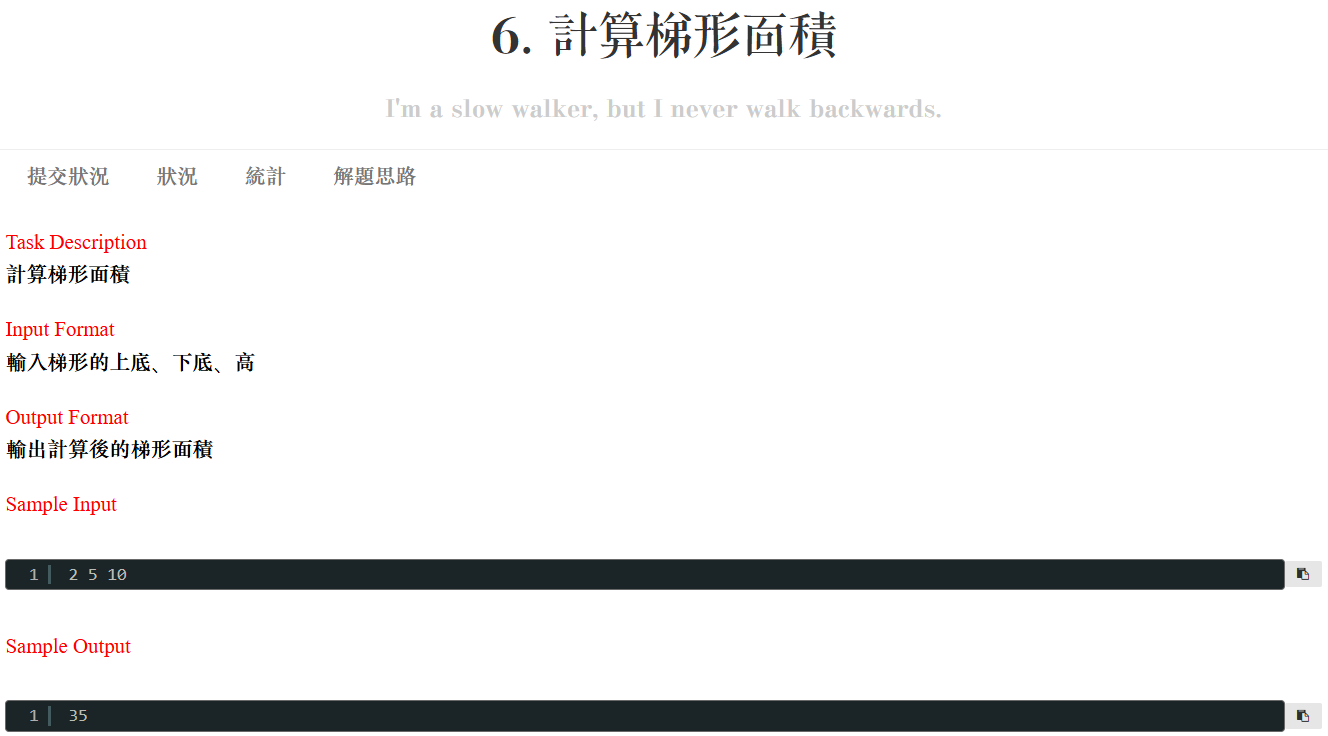 6. 計算梯形面積
I'm a slow walker, but I never walk backwards.
提交狀況 狀況 統計 解題思路
Task Description
計算梯形面積
Input Format
輸入梯形的上底、下底、高
Output Format
輸出計算後的梯形面積
Sample Input
1 2 5 10
Sample Output
1 35